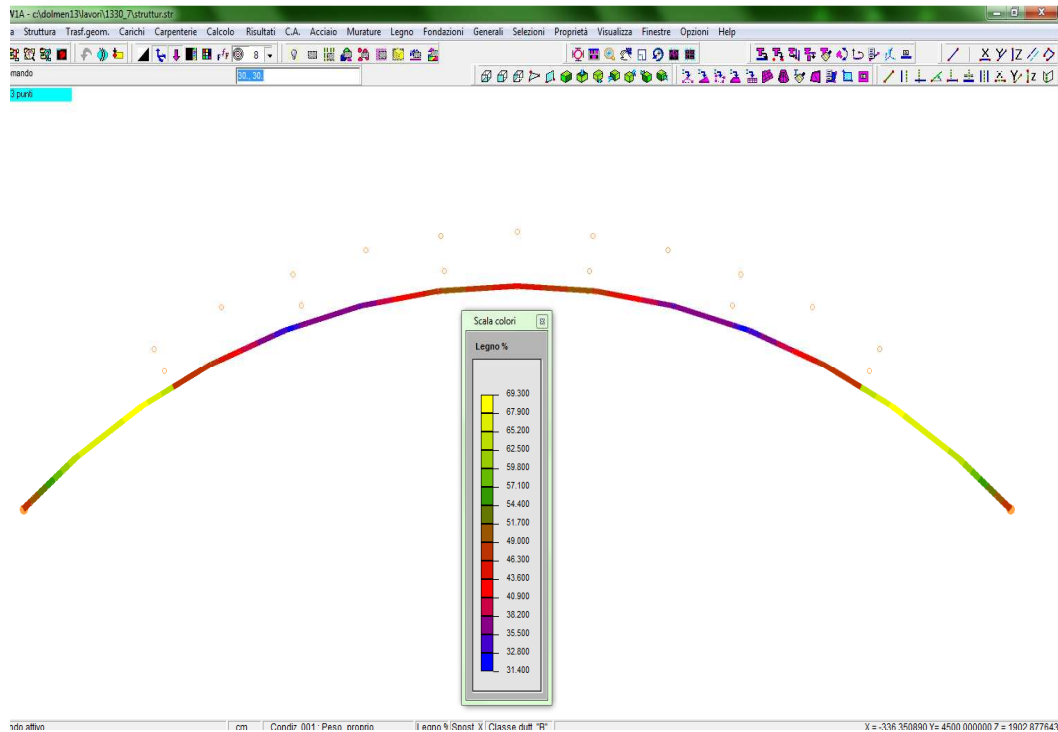 W1A - c:\dolmen13\lavori\1330_7\struttur.str
a Struttura Trasf.geom. Carichi Carpenterie Calcolo Risultati C.A. Acciaio Murature Legno Fondazioni Generali Selezioni Proprietà Visualizza Finestre Opzioni Help
8
X Y Z
omando 30., 30.
3 punti
Scala colori
Legno %
69.300
67.900
65.200
62.500
59.800
57.100
54.400
51.700
49.000
46.300
43.600
40.900
38.200
35.500
32.800
31.400
ndo attivo cm Condiz. 001 : Peso proprio Legno % Spost. X Classe dutt. "B" X = -336.350890 Y= 4500.000000 Z = 1902.877643